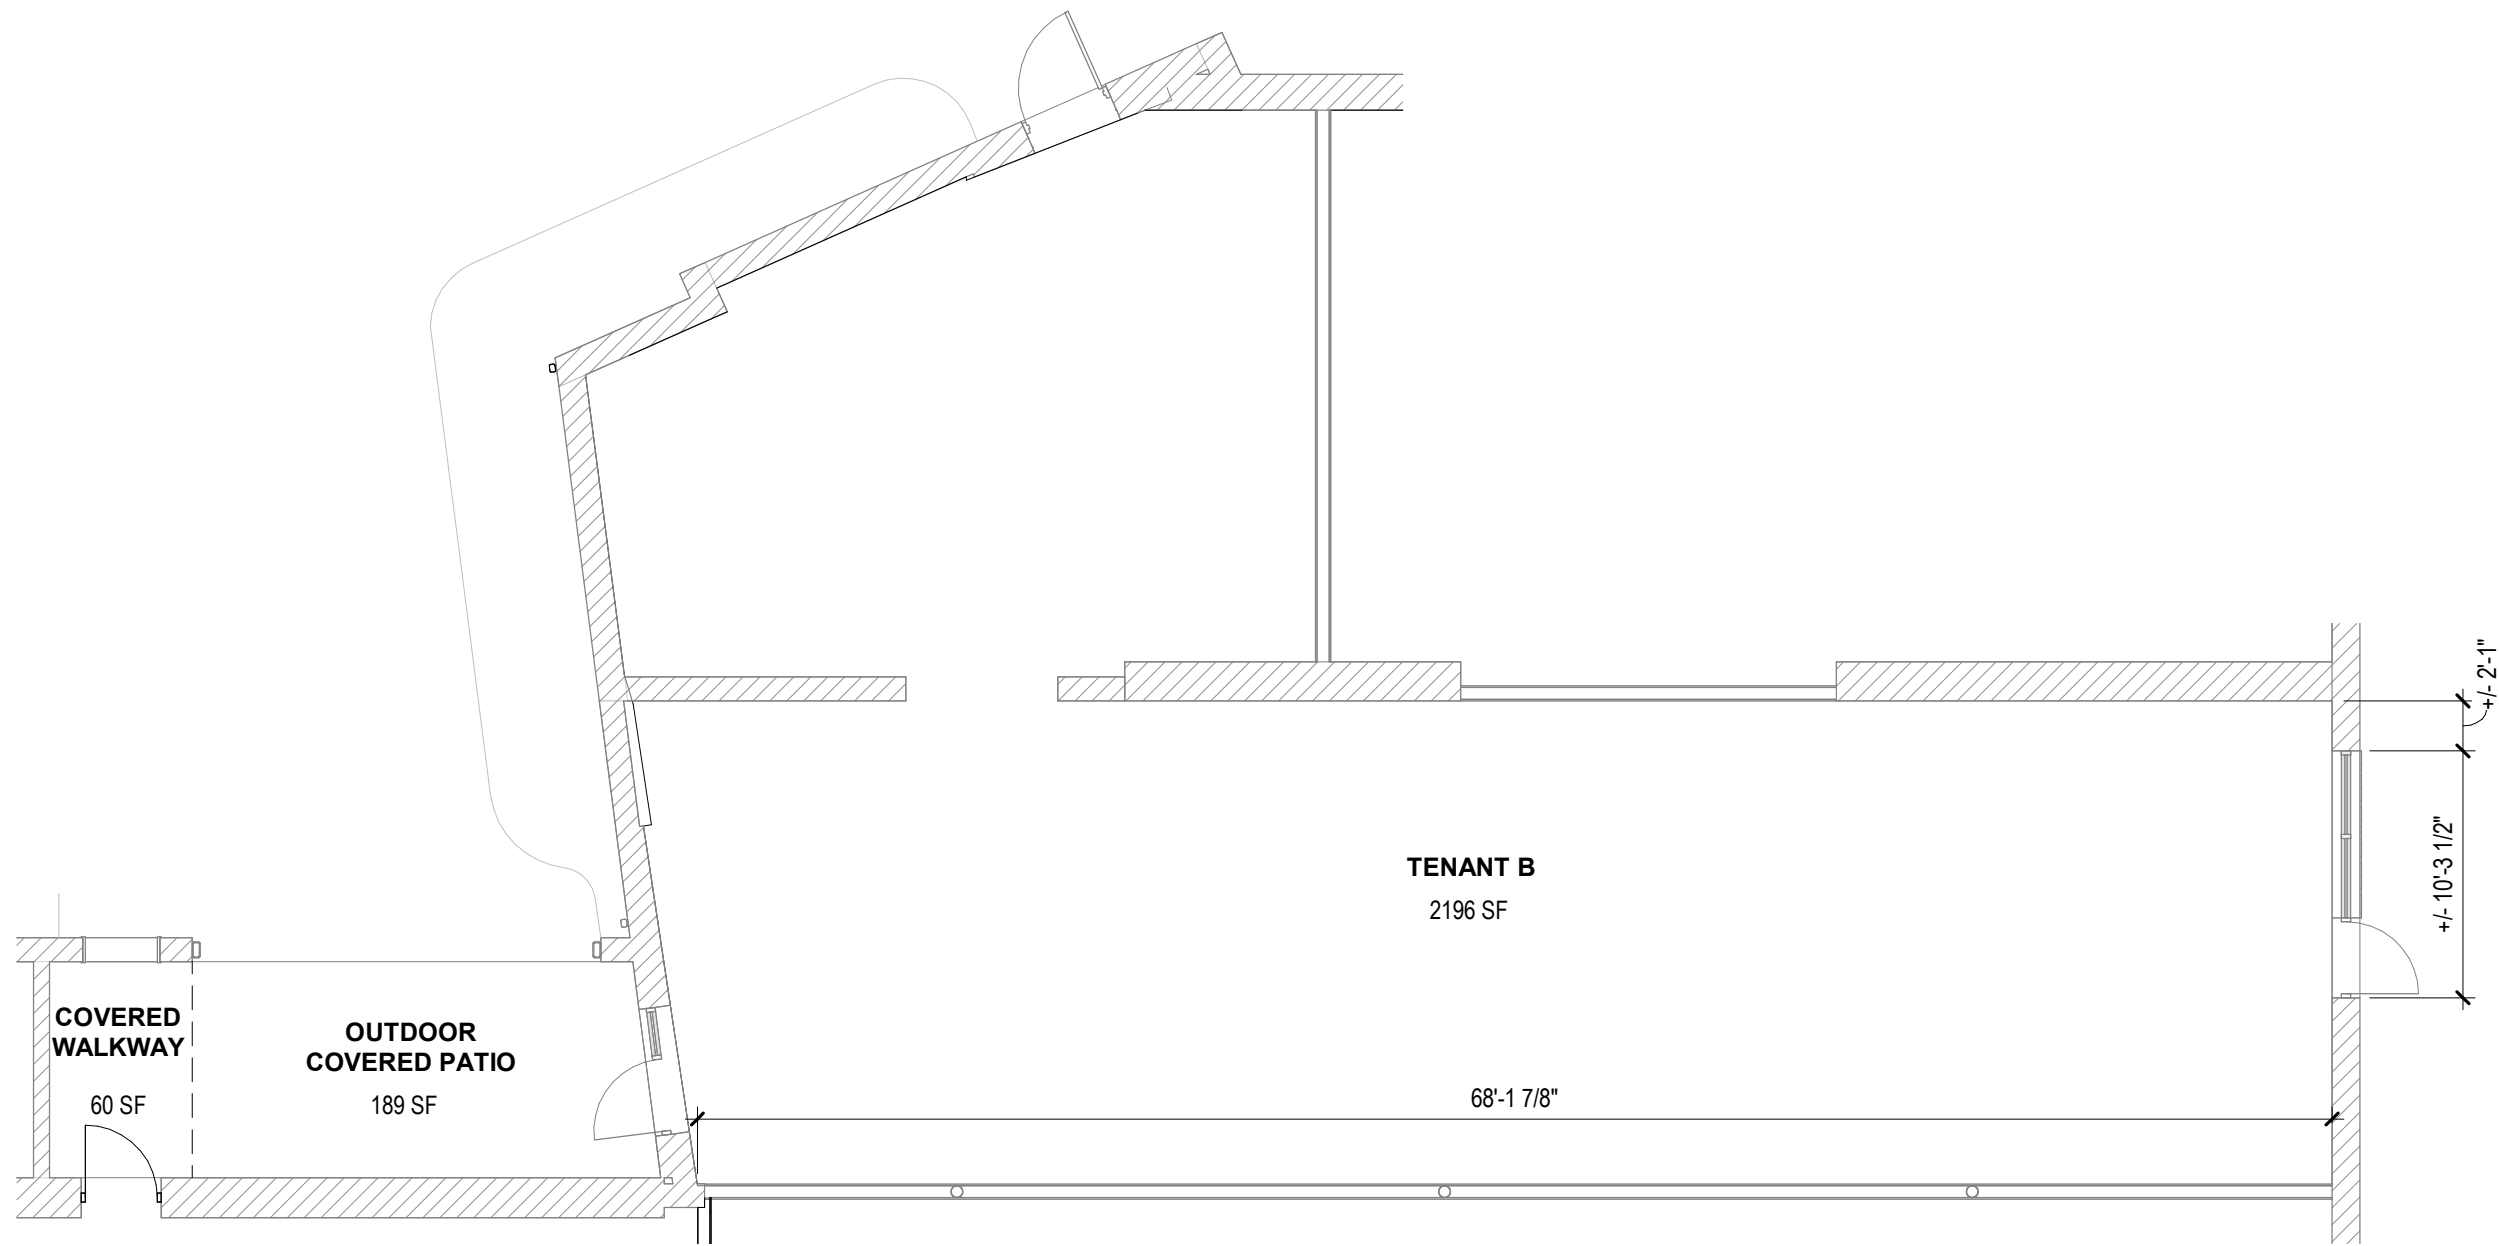 +/- 2'-1"
+/- 10'-3 1/2"
TENANT B
2196 SF
COVERED
WALKWAY
60 SF
OUTDOOR
COVERED PATIO
189 SF
68'-1 7/8"